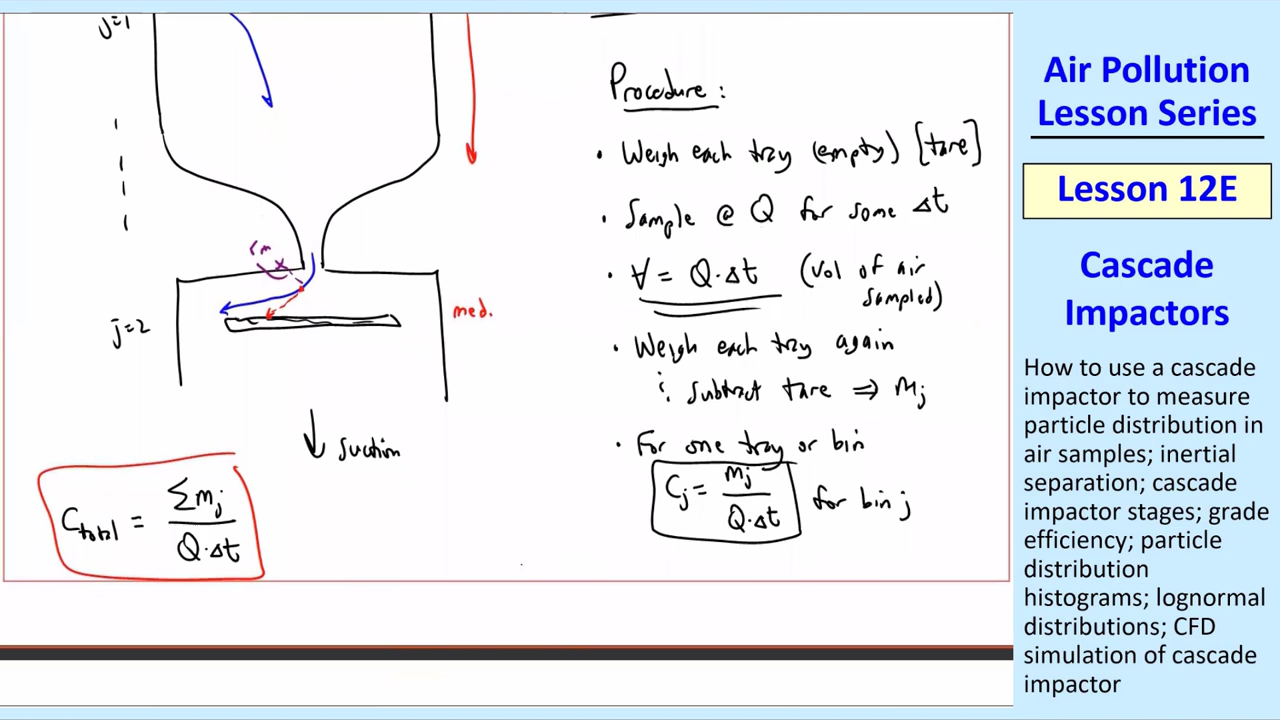 j=1
rm
j=2
med.
↓ suction
C total = Σmj / Q·Δt
Procedure:
• Weigh each tray (empty) [tare]
• Sample @ Q for some Δt
• V = Q·Δt (vol of air
sampled)
• Weigh each tray again
& subtract tare ⇒ mj
• For one tray or bin
Cj = mj / Q·Δt for bin j
Air Pollution
Lesson Series
Lesson 12E
Cascade
Impactors
How to use a cascade
impactor to measure
particle distribution in
air samples; inertial
separation; cascade
impactor stages; grade
efficiency; particle
distribution
histograms; lognormal
distributions; CFD
simulation of cascade
impactor